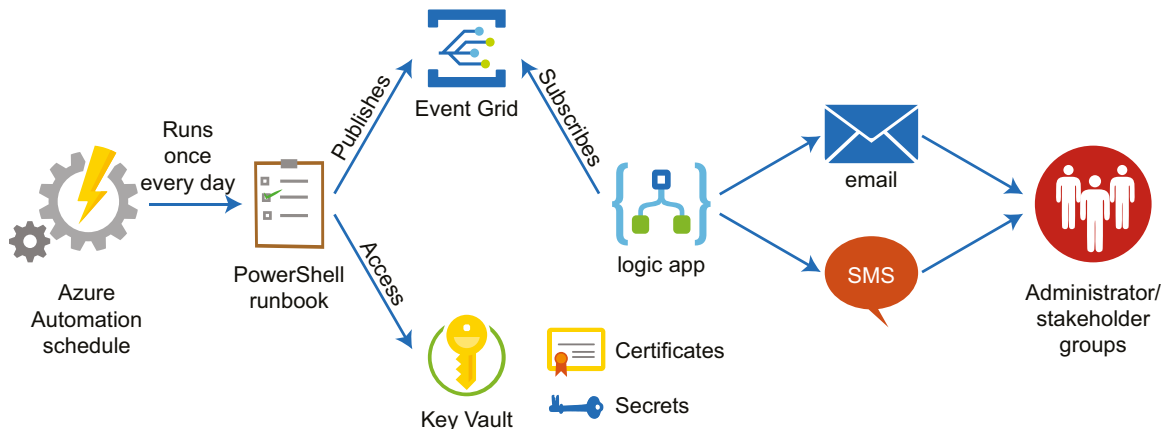 Runs
once
every day
Publishes
Event Grid
Subscribes
email
Azure
Automation
schedule
PowerShell
runbook
Access
logic app
SMS
Administrator/
stakeholder
groups
Certificates
Secrets
Key Vault